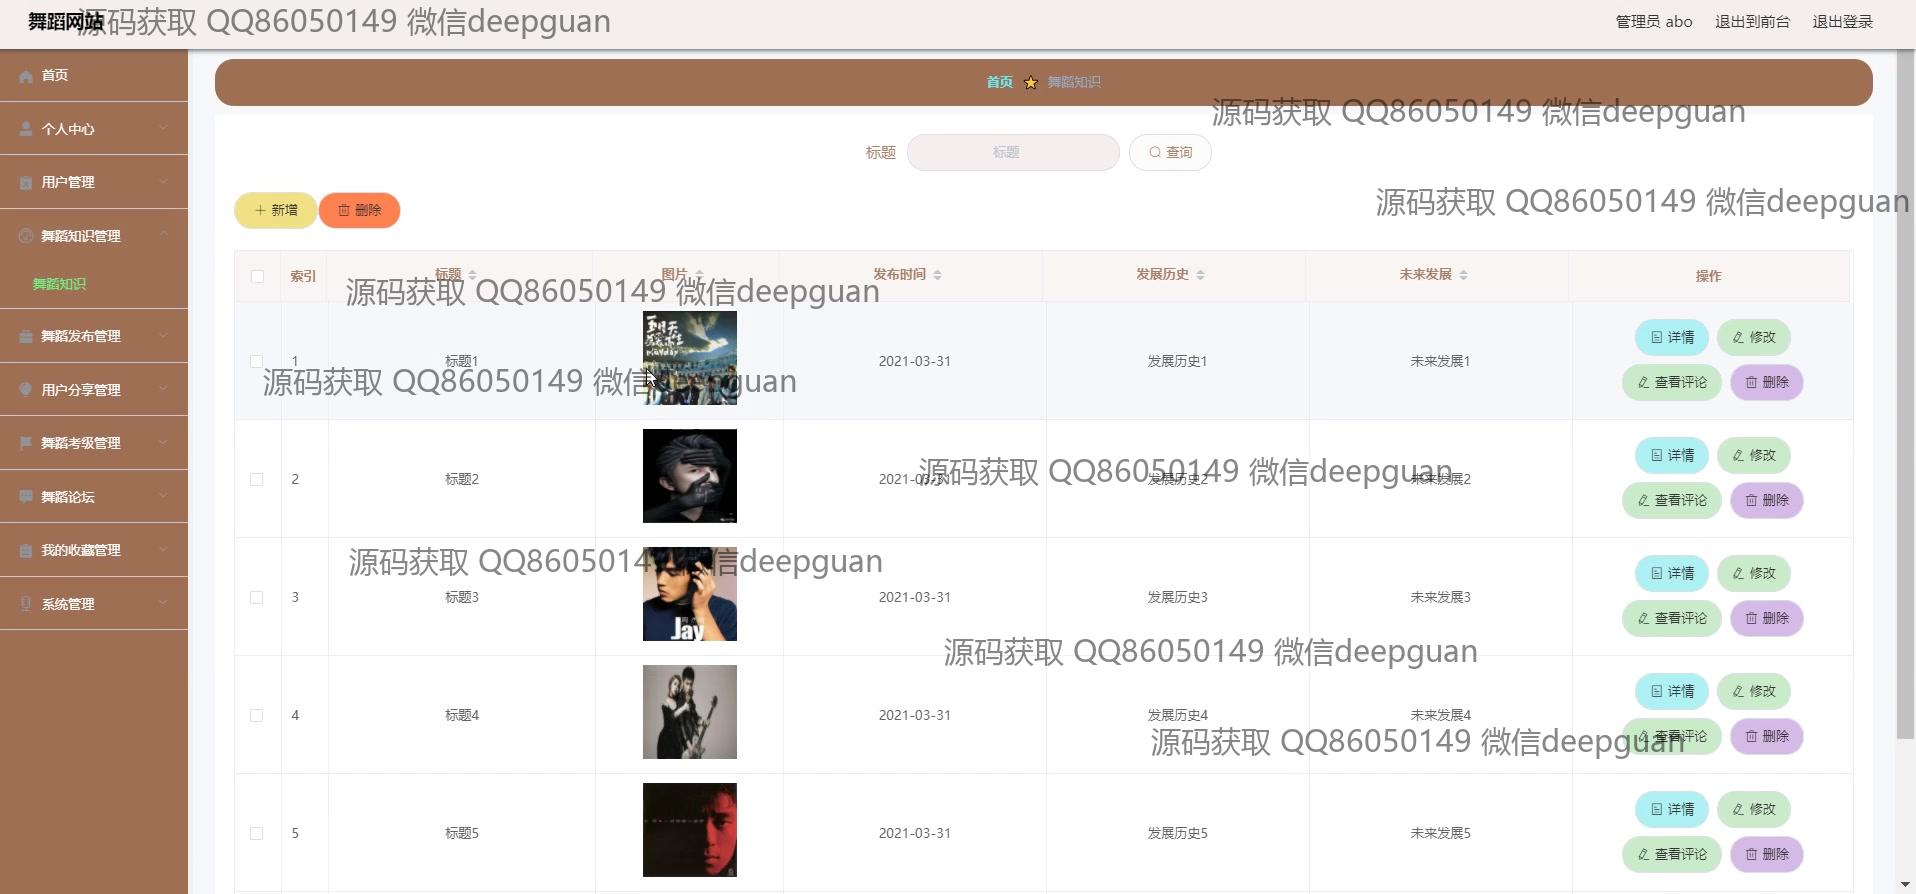 舞蹈网站
源码获取 QQ86050149 微信deepguan
管理员 abo 退出到前台 退出登录
首页
个人中心
用户管理
舞蹈知识管理
舞蹈知识
舞蹈发布管理
用户分享管理
舞蹈考级管理
舞蹈论坛
我的收藏管理
系统管理
首页 舞蹈知识
源码获取 QQ86050149 微信deepguan
标题 标题 查询
源码获取 QQ86050149 微信deepguan
新增 删除
索引 标题 图片 发布时间 发展历史 未来发展 操作
源码获取 QQ86050149 微信deepguan
1 标题1 2021-03-31 发展历史1 未来发展1 详情 修改
查看评论 删除
源码获取 QQ86050149 微信deepguan
2 标题2 2021-03-31 发展历史2 未来发展2 详情 修改
查看评论 删除
源码获取 QQ86050149 微信deepguan
源码获取 QQ86050149 微信deepguan
3 标题3 2021-03-31 发展历史3 未来发展3 详情 修改
查看评论 删除
Jay
源码获取 QQ86050149 微信deepguan
4 标题4 2021-03-31 发展历史4 未来发展4 详情 修改
查看评论 删除
源码获取 QQ86050149 微信deepguan
5 标题5 2021-03-31 发展历史5 未来发展5 详情 修改
查看评论 删除